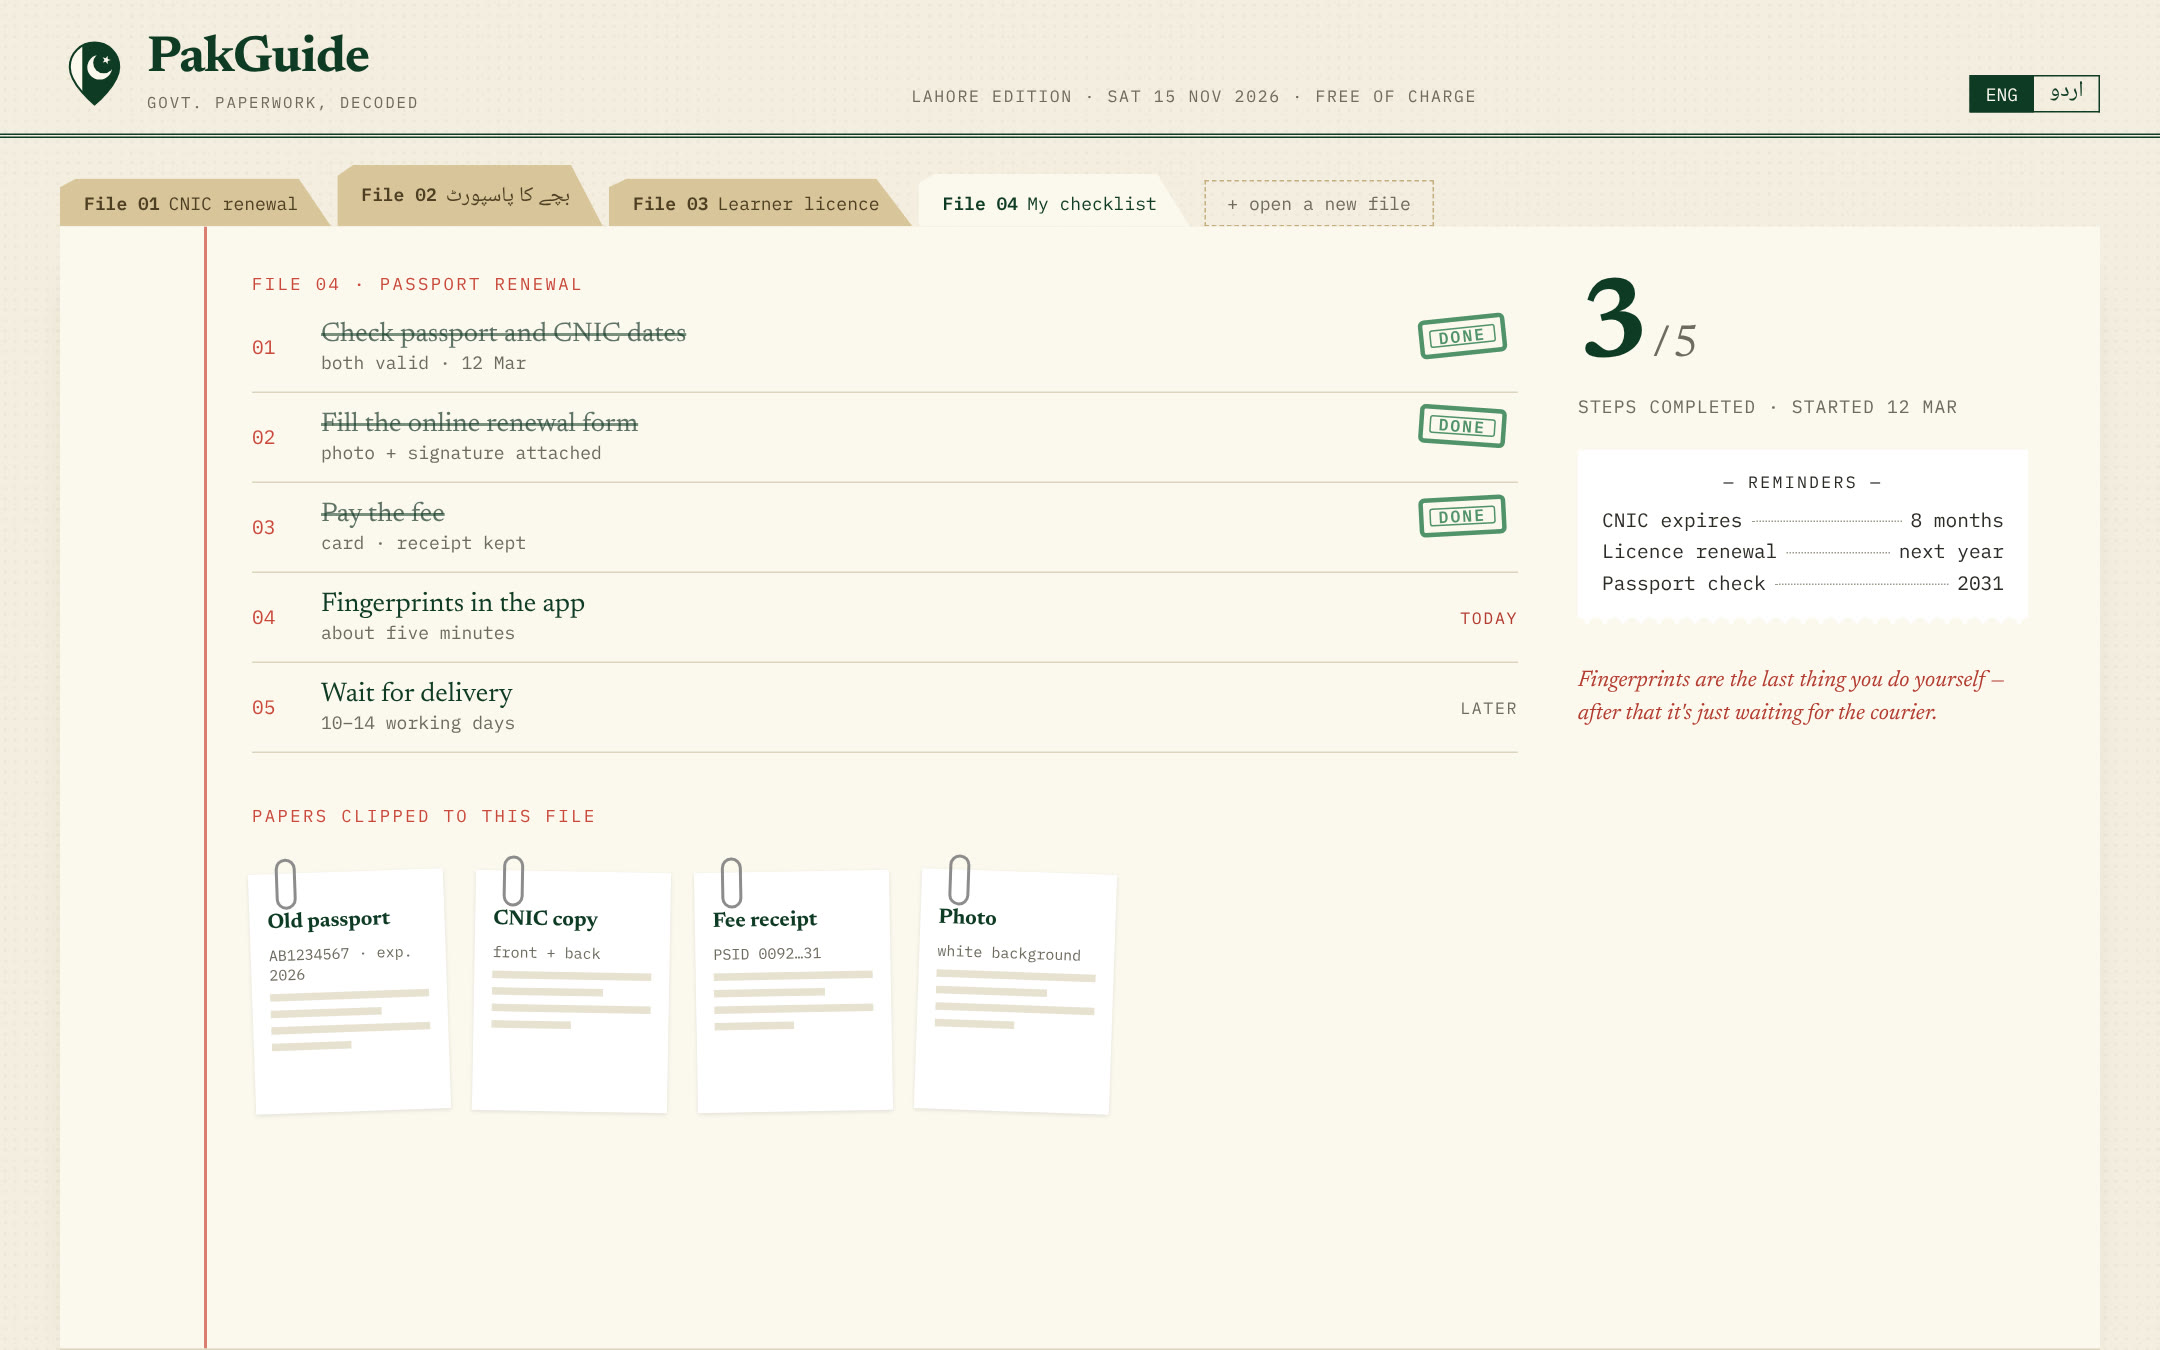 PakGuide
GOVT. PAPERWORK, DECODED
LAHORE EDITION · SAT 15 NOV 2026 · FREE OF CHARGE
ENG
اردو
File 01 CNIC renewal
File 02 بچے کا پاسپورٹ
File 03 Learner licence
File 04 My checklist
+ open a new file
FILE 04 · PASSPORT RENEWAL
01
Check passport and CNIC dates
both valid · 12 Mar
DONE
02
Fill the online renewal form
photo + signature attached
DONE
03
Pay the fee
card · receipt kept
DONE
04
Fingerprints in the app
about five minutes
TODAY
05
Wait for delivery
10–14 working days
LATER
3 / 5
STEPS COMPLETED · STARTED 12 MAR
— REMINDERS —
CNIC expires 8 months
Licence renewal next year
Passport check 2031
Fingerprints are the last thing you do yourself —
after that it's just waiting for the courier.
PAPERS CLIPPED TO THIS FILE
Old passport
AB1234567 · exp.
2026
CNIC copy
front + back
Fee receipt
PSID 0092…31
Photo
white background